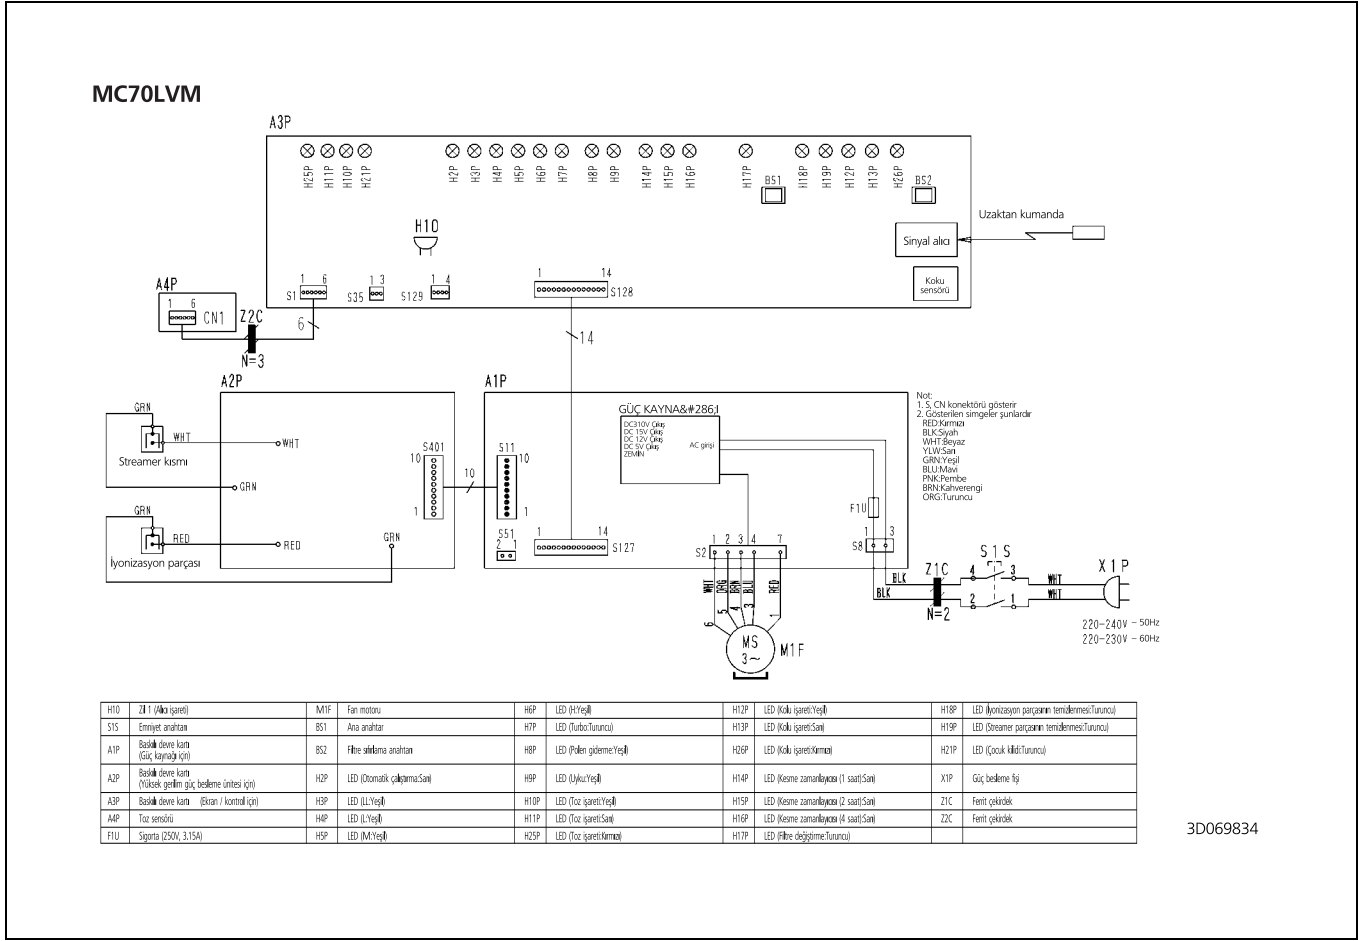 MC70LVM
A3P
H25P H11P H10P H21P H2P H3P H4P H5P H6P H7P H8P H9P H14P H15P H16P H17P H18P H19P H12P H13P H26P
BS1 BS2
H10
Uzaktan kumanda
Sinyal alıcı
Koku
sensörü
1 6 1 3 1 4 1 14
S1 S35 S129 S128
A4P
1 6
CN1
Z2C
N=3
6
14
A2P
A1P
GRN
WHT
WHT
Streamer kısmı
GRN
GRN
RED
RED
İyonizasyon parçası
GRN
S401
10
1
10
S11
10
1
S51
2 1
1 14
S127
GÜÇ KAYNA&#286;I
DC310V Çıkış
DC 15V Çıkış
DC 12V Çıkış
DC 5V Çıkış
ZEMİN
AC girişi
F1U
1 3
S8
S2
1 2 3 4 7
WHT ORG BRN BLU RED
6 5 4 3 1
MS
3~
M1F
Not:
1. S, CN konektörü gösterir
2. Gösterilen simgeler şunlardır
RED:Kırmızı
BLK:Siyah
WHT:Beyaz
YLW:Sarı
GRN:Yeşil
BLU:Mavi
PNK:Pembe
BRN:Kahverengi
ORG:Turuncu
BLK
BLK
Z1C
N=2
S1S
4 3
2 1
WHT
WHT
X1P
220-240V – 50Hz
220-230V – 60Hz
H10 Zil 1 (Alıcı işareti) M1F Fan motoru H6P LED (H:Yeşil) H12P LED (Kolu işareti:Yeşil) H18P LED (İyonizasyon parçasının temizlenmesi:Turuncu)
S1S Emniyet anahtarı BS1 Ana anahtar H7P LED (Turbo:Turuncu) H13P LED (Kolu işareti:Sarı) H19P LED (Streamer parçasının temizlenmesi:Turuncu)
A1P Baskılı devre kartı
(Güç kaynağı için) BS2 Filtre sıfırlama anahtarı H8P LED (Pollen giderme:Yeşil) H26P LED (Kolu işareti:Kırmızı) H21P LED (Çocuk kilidi:Turuncu)
A2P Baskılı devre kartı
(Yüksek gerilim güç besleme ünitesi için) H2P LED (Otomatik çalıştırma:Sarı) H9P LED (Uyku:Yeşil) H14P LED (Kesme zamanlayıcısı (1 saat):Sarı) X1P Güç besleme fişi
A3P Baskılı devre kartı (Ekran / kontrol için) H3P LED (LL:Yeşil) H10P LED (Toz işareti:Yeşil) H15P LED (Kesme zamanlayıcısı (2 saat):Sarı) Z1C Ferrit çekirdek
A4P Toz sensörü H4P LED (L:Yeşil) H11P LED (Toz işareti:Sarı) H16P LED (Kesme zamanlayıcısı (4 saat):Sarı) Z2C Ferrit çekirdek
F1U Sigorta (250V, 3.15A) H5P LED (M:Yeşil) H25P LED (Toz işareti:Kırmızı) H17P LED (Filtre değiştirme:Turuncu)
3D069834